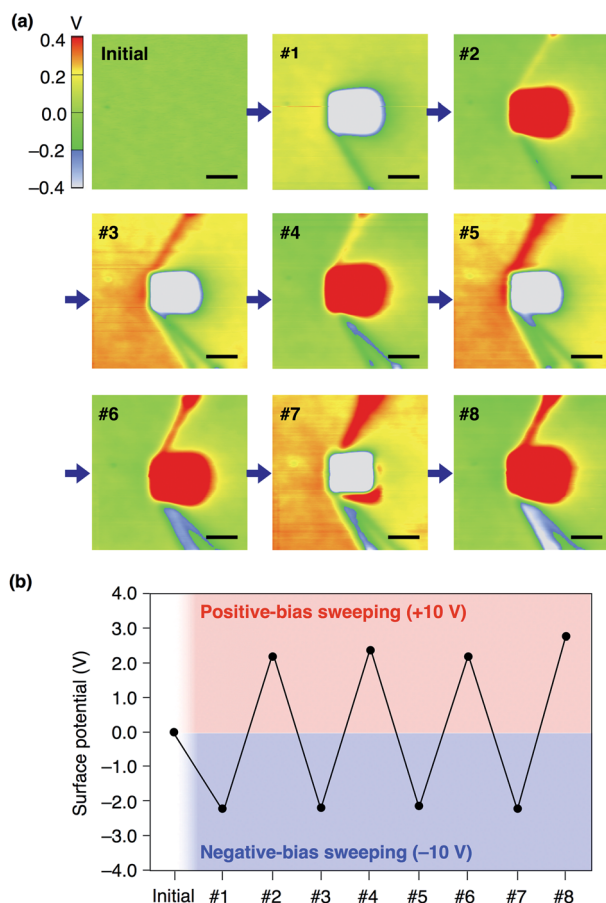 (a)
V
0.4
0.2
0.0
−0.2
−0.4
Initial
#1
#2
#3
#4
#5
#6
#7
#8
(b)
Surface potential (V)
4.0
3.0
2.0
1.0
0.0
−1.0
−2.0
−3.0
−4.0
Positive-bias sweeping (+10 V)
Negative-bias sweeping (−10 V)
Initial #1 #2 #3 #4 #5 #6 #7 #8